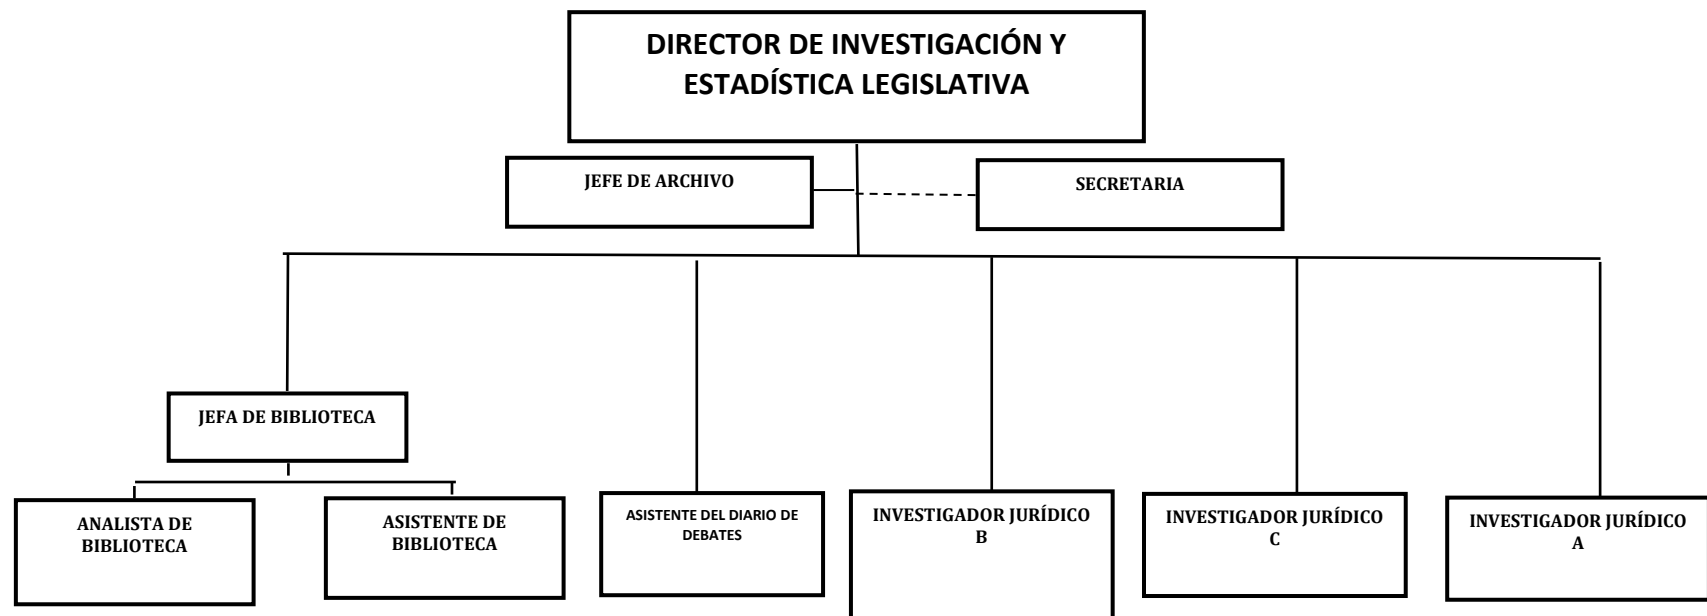 DIRECTOR DE INVESTIGACIÓN Y
ESTADÍSTICA LEGISLATIVA
JEFE DE ARCHIVO
SECRETARIA
JEFA DE BIBLIOTECA
ANALISTA DE
BIBLIOTECA
ASISTENTE DE
BIBLIOTECA
ASISTENTE DEL DIARIO DE
DEBATES
INVESTIGADOR JURÍDICO
B
INVESTIGADOR JURÍDICO
C
INVESTIGADOR JURÍDICO
A